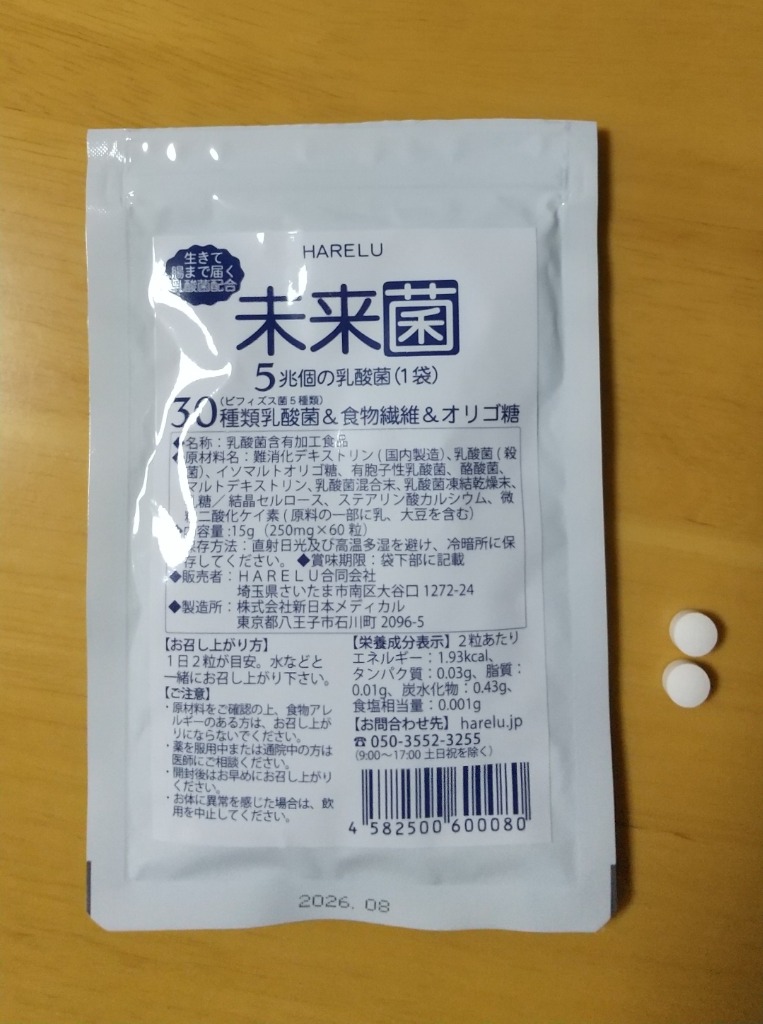 HARELU
生きて
腸まで届く
乳酸菌配合
未来菌
5兆個の乳酸菌(1袋)
(ビフィズス菌5種類)
30種類乳酸菌&食物繊維&オリゴ糖
◆名称：乳酸菌含有加工食品
◆原材料名：難消化デキストリン(国内製造)、乳酸菌(殺
菌)、イソマルトオリゴ糖、有胞子性乳酸菌、酪酸菌、
マルトデキストリン、乳酸菌混合末、乳酸菌凍結乾燥末、
乳糖／結晶セルロース、ステアリン酸カルシウム、微
二酸化ケイ素(原料の一部に乳、大豆を含む)
内容量:15g (250mg×60粒)
保存方法：直射日光及び高温多湿を避け、冷暗所に保
存してください。◆賞味期限：袋下部に記載
◆販売者：ＨＡＲＥＬＵ合同会社
埼玉県さいたま市南区大谷口 1272-24
◆製造所：株式会社新日本メディカル
東京都八王子市石川町 2096-5
【お召し上がり方】
1日2粒が目安。水などと
一緒にお召し上がり下さい。
【ご注意】
・原材料をご確認の上、食物アレ
ルギーのある方は、お召し上が
りにならないでください。
・薬を服用中または通院中の方は
医師にご相談ください。
・開封後はお早めにお召し上がり
ください。
・お体に異常を感じた場合は、飲
用を中止してください。
【栄養成分表示】2粒あたり
エネルギー：1.93kcal、
タンパク質：0.03g、脂質：
0.01g、炭水化物：0.43g、
食塩相当量：0.001g
【お問合わせ先】harelu.jp
☎ 050-3552-3255
(9:00～17:00 土日祝を除く)
4 582500 600080
2026. 08